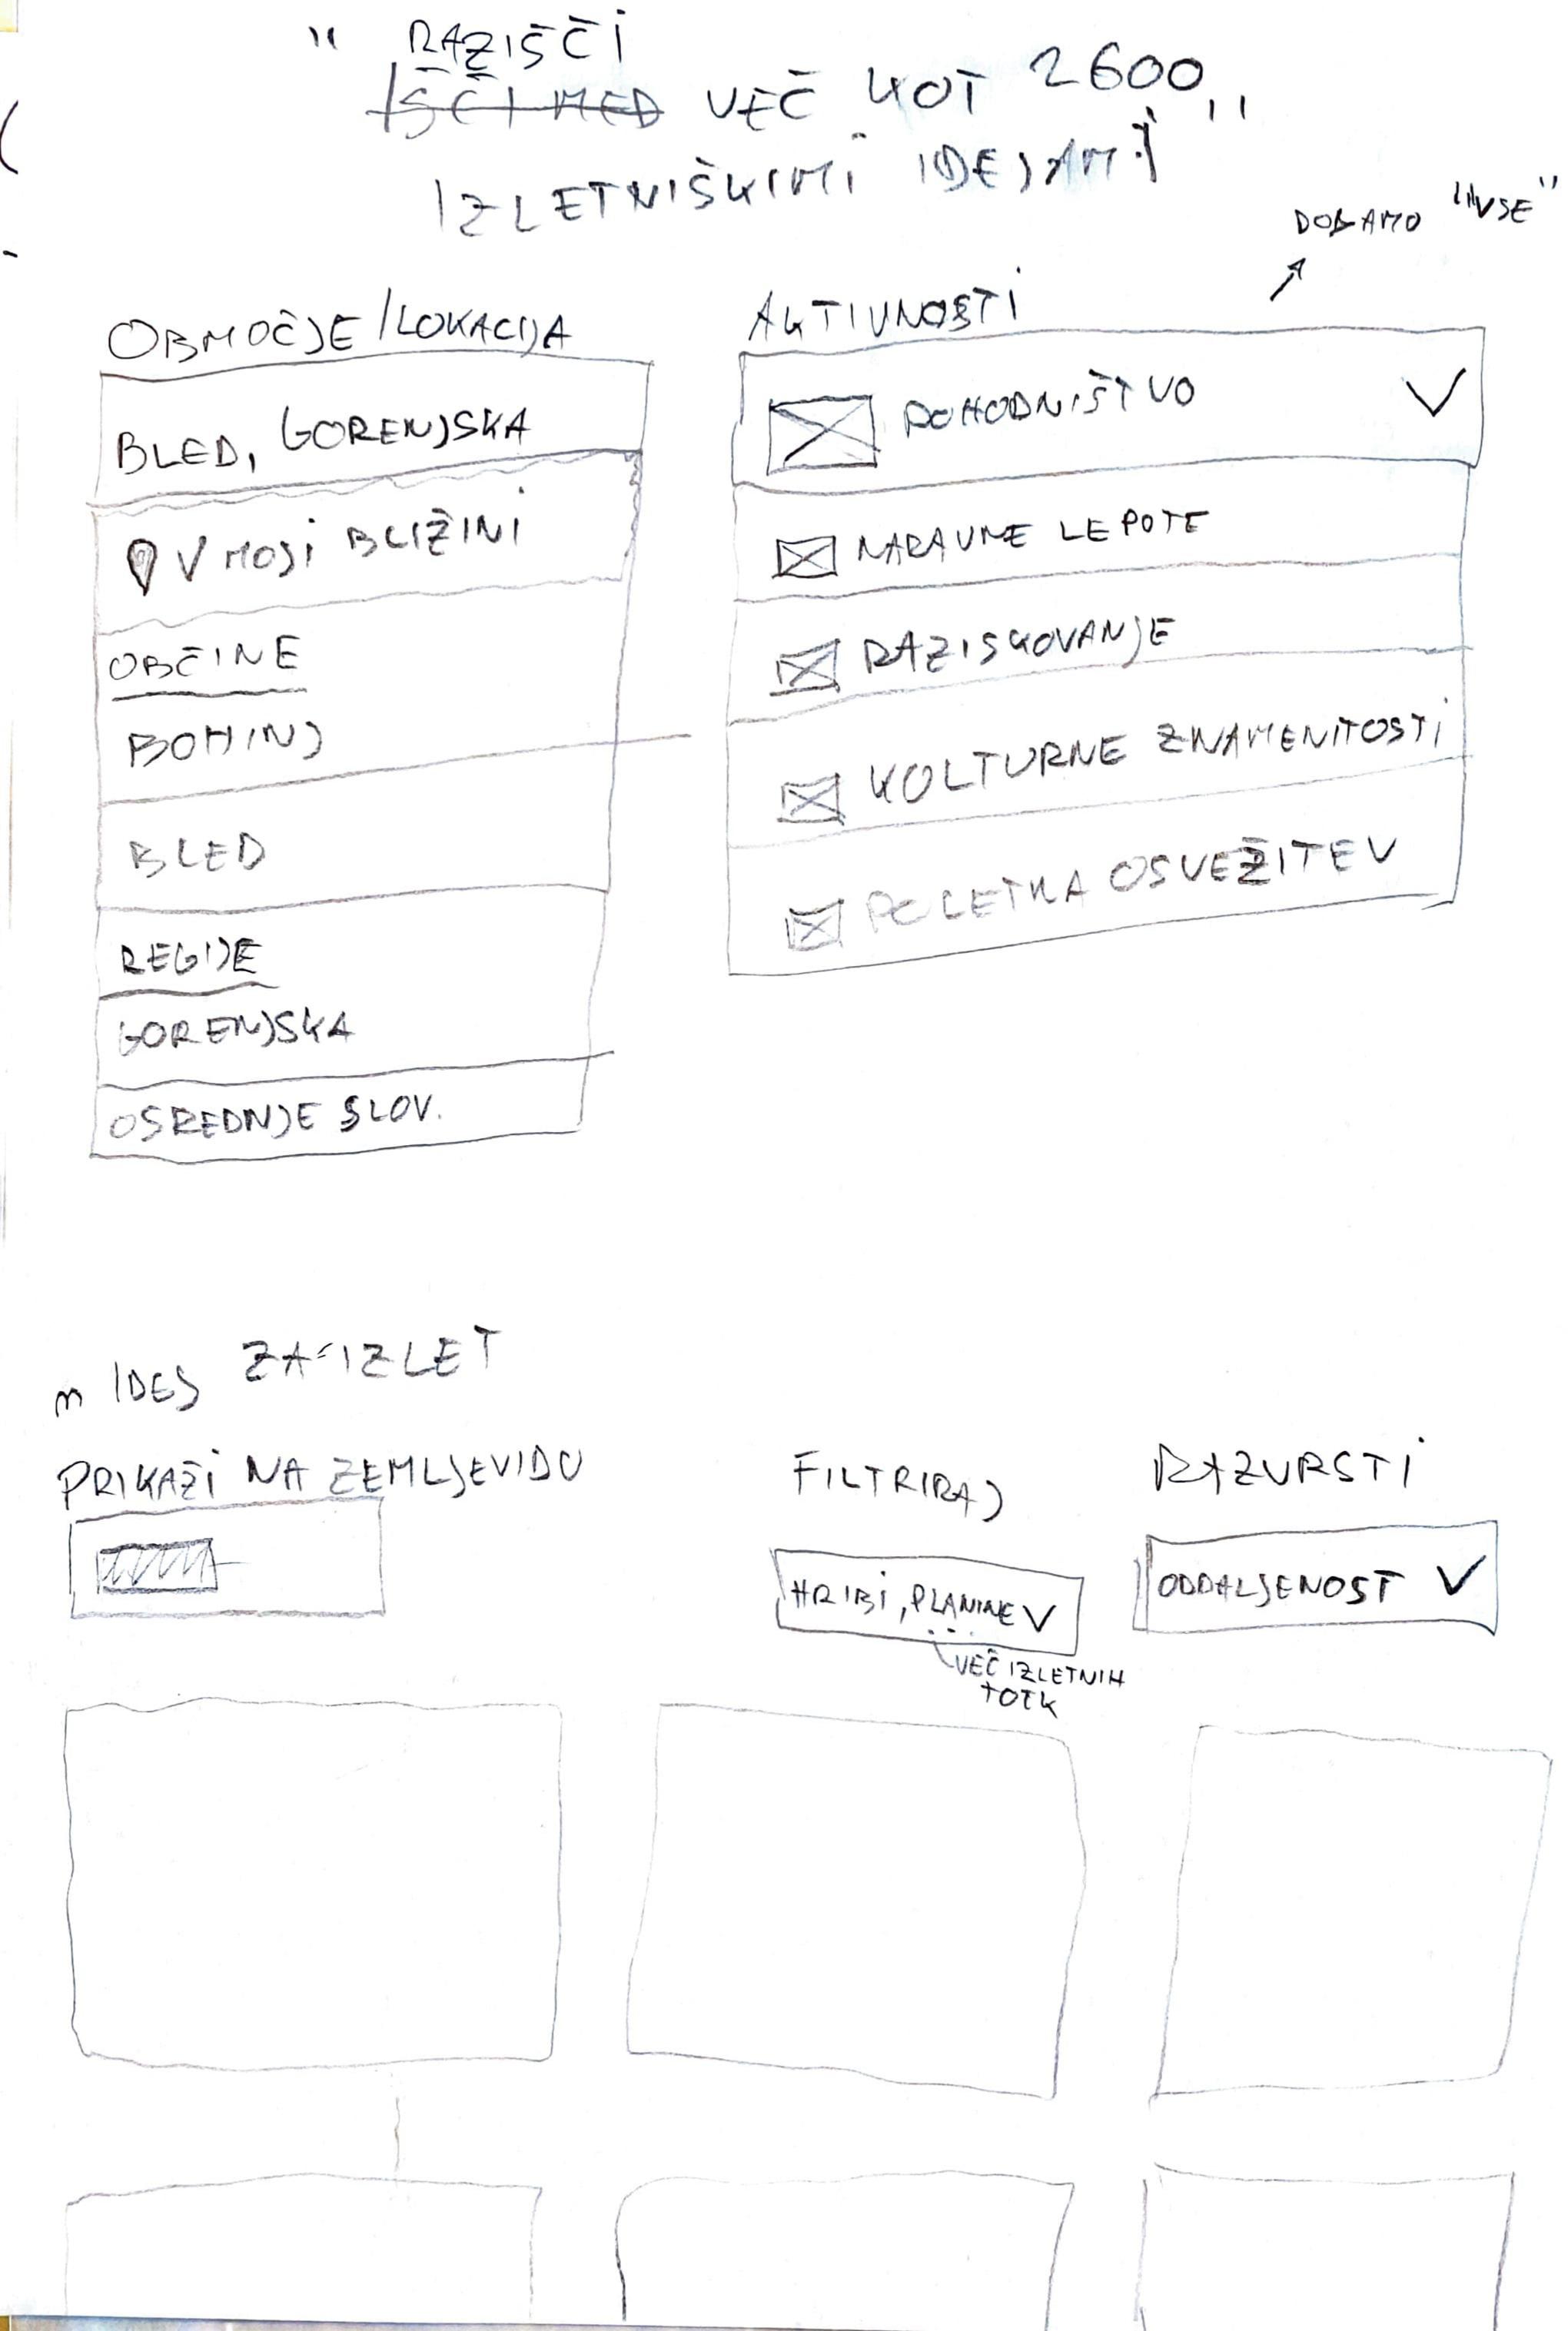 " RAZIŠČI
IŠČI MED VEČ KOT 2600 "
IZLETNIŠKIMI IDEJAMI
DODAMO "VSE"
OBMOČJE/LOKACIJA
BLED, GORENJSKA
V MOJI BLIŽINI
OBČINE
BOHINJ
BLED
REGIJE
GORENJSKA
OSREDNJE SLOV.
AKTIVNOSTI
POHODNIŠTVO
NARAVNE LEPOTE
RAZISKOVANJE
KULTURNE ZNAMENITOSTI
POLETNA OSVEŽITEV
m IDEJ ZA IZLET
PRIKAŽI NA ZEMLJEVIDU
FILTRIRAJ
HRIBI, PLANINE
...
VEČ IZLETNIH
TOČK
RAZVRSTI
ODDALJENOST